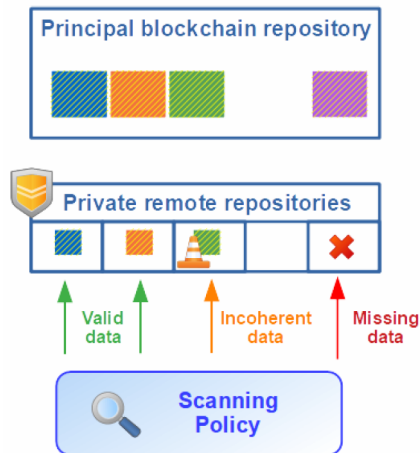 Principal blockchain repository
Private remote repositories
Valid
data
Incoherent
data
Missing
data
Scanning
Policy